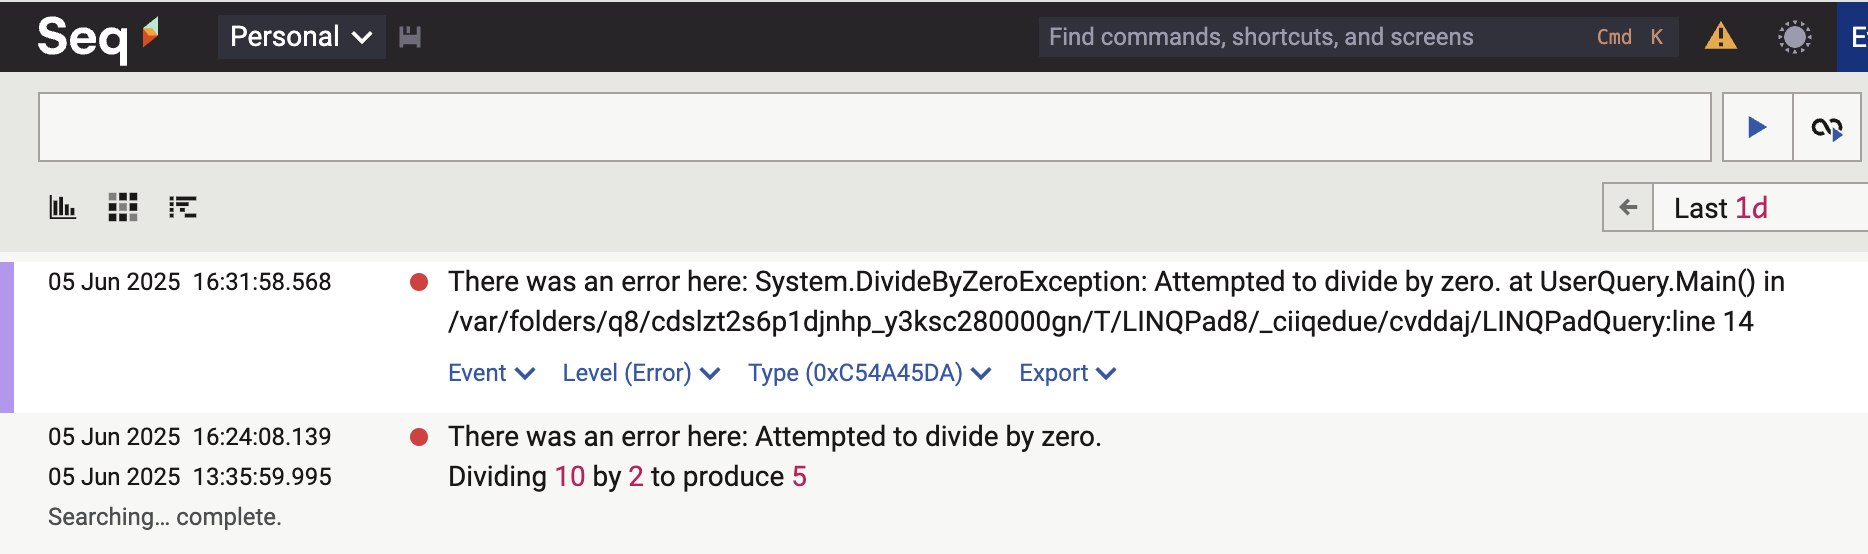 Seq Personal Find commands, shortcuts, and screens Cmd K E
Last 1d
05 Jun 2025 16:31:58.568 There was an error here: System.DivideByZeroException: Attempted to divide by zero. at UserQuery.Main() in
/var/folders/q8/cdslzt2s6p1djnhp_y3ksc280000gn/T/LINQPad8/_ciiqedue/cvddaj/LINQPadQuery:line 14
Event Level (Error) Type (0xC54A45DA) Export
05 Jun 2025 16:24:08.139 There was an error here: Attempted to divide by zero.
05 Jun 2025 13:35:59.995 Dividing 10 by 2 to produce 5
Searching... complete.